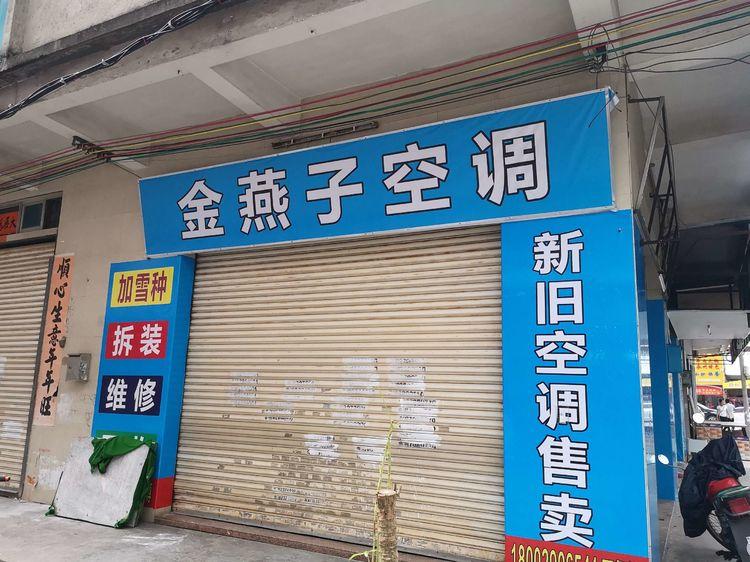 金燕子空调
加雪种
拆装
维修
新旧空调售卖
順心生意年年旺